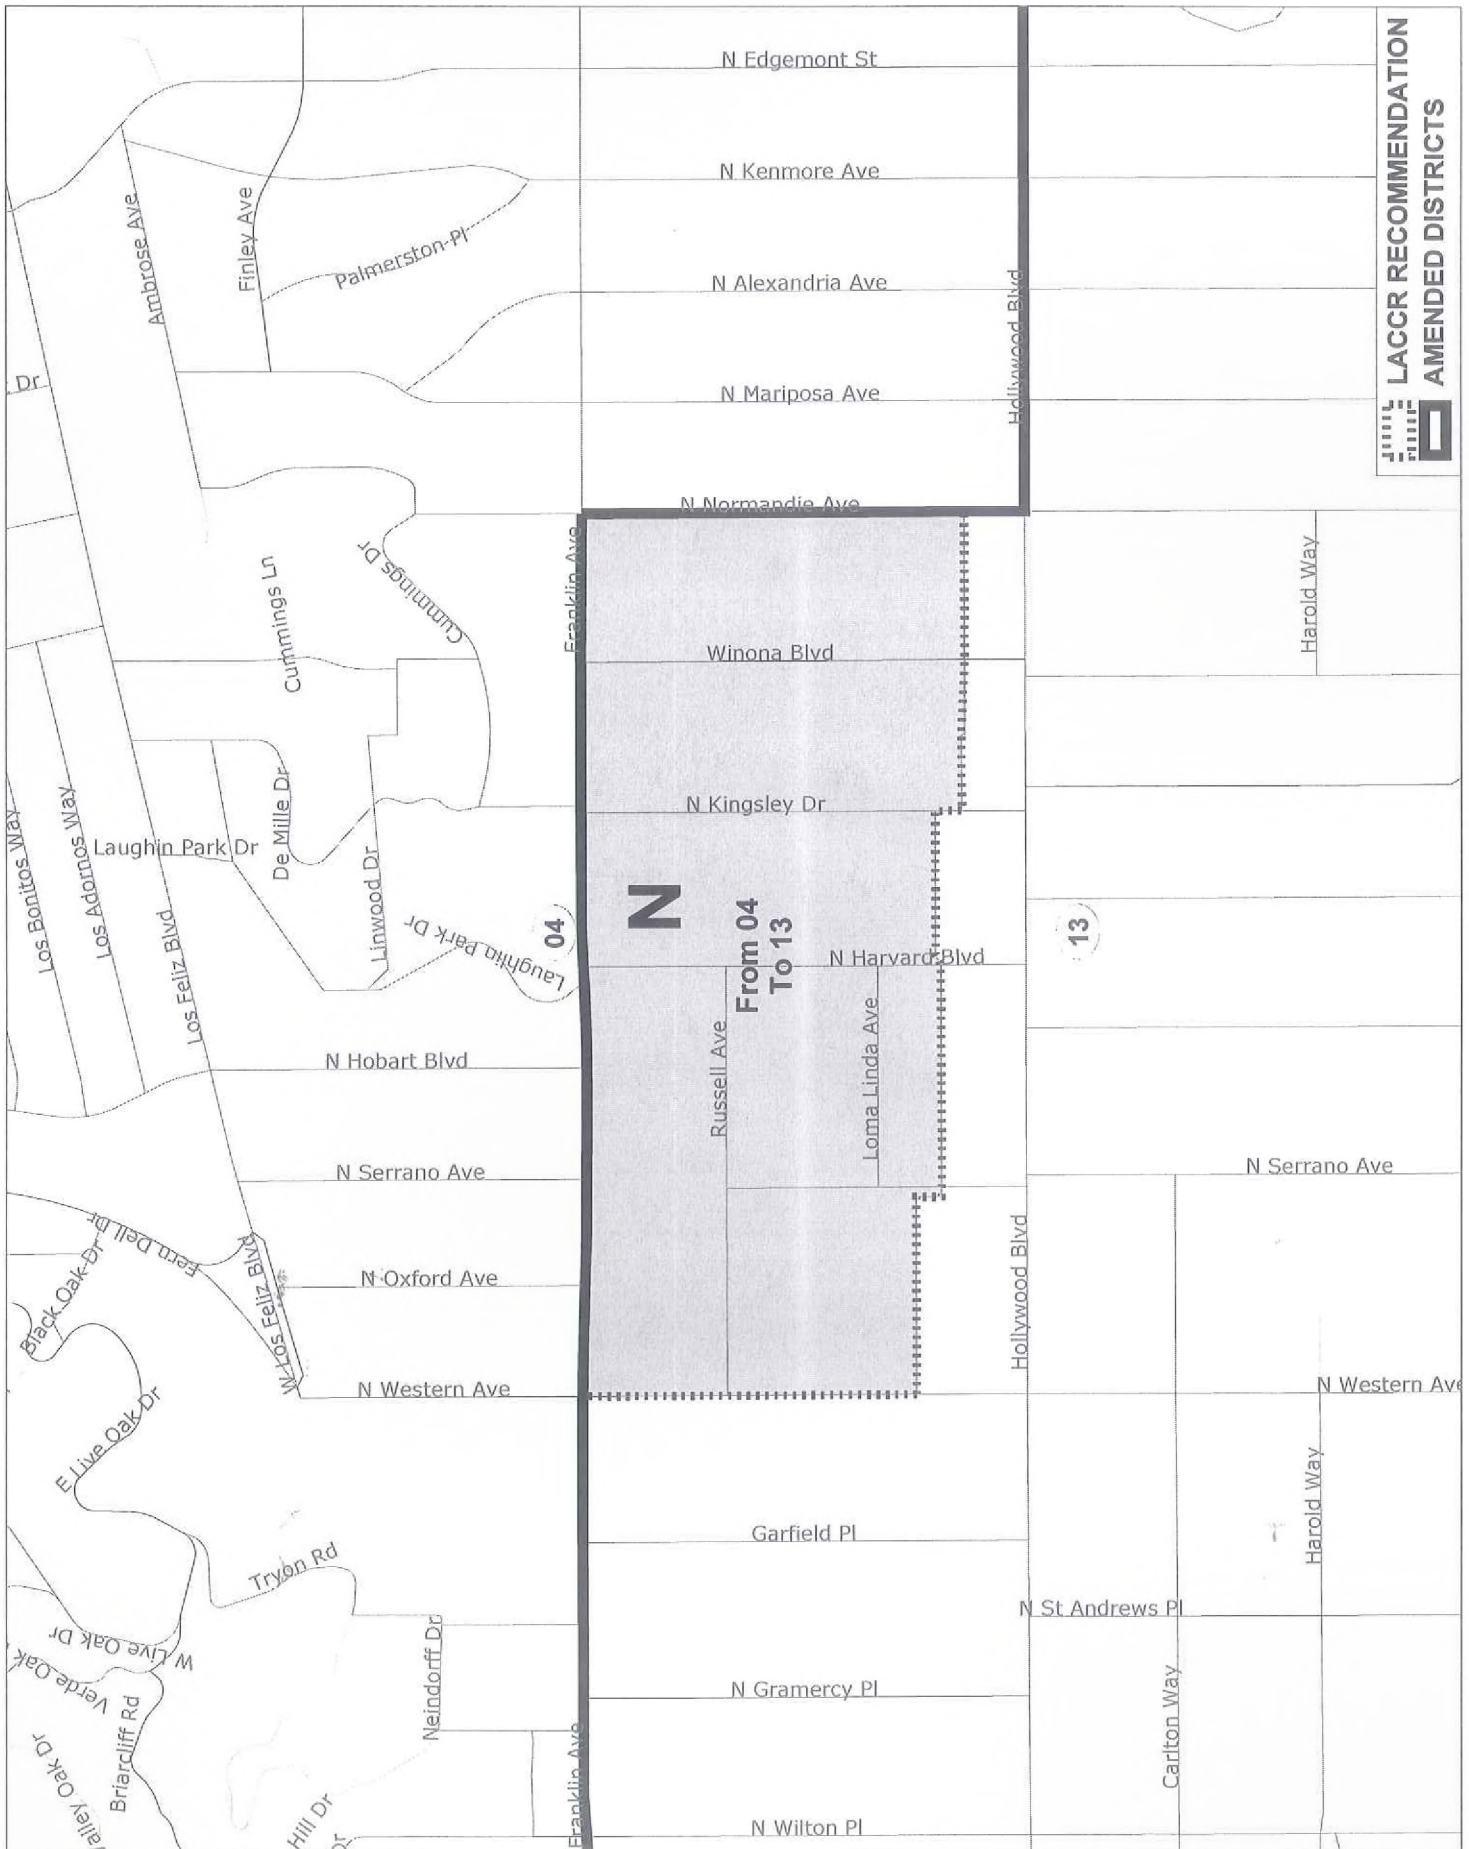 LACCR RECOMMENDATION
AMENDED DISTRICTS
N Edgemont St
N Kenmore Ave
Ambrose Ave
Finley Ave
Palmerston Pl
N Alexandria Ave
Hollywood Blvd
Dr
N Mariposa Ave
N Normandie Ave
Franklin Ave
Cummings Dr
Cummings Ln
Harold Way
Winona Blvd
N Kingsley Dr
Los Bonitos Way
Los Adornos Way
Laughin Park Dr
De Mille Dr
Linwood Dr
Laughlin Park Dr
Los Feliz Blvd
04
N
From 04
To 13
N Harvard Blvd
13
N Hobart Blvd
Russell Ave
Loma Linda Ave
N Serrano Ave
N Serrano Ave
Fern Dell Dr
Black Oak Dr
W Los Feliz Blvd
N Oxford Ave
Hollywood Blvd
N Western Ave
N Western Ave
E Live Oak Dr
Harold Way
Garfield Pl
Tryon Rd
N St Andrews Pl
W Live Oak Dr
Verde Oak
Neindorff Dr
N Gramercy Pl
Briarcliff Rd
Carlton Way
alley Oak Dr
Hill Dr
Dr
Franklin Ave
N Wilton Pl